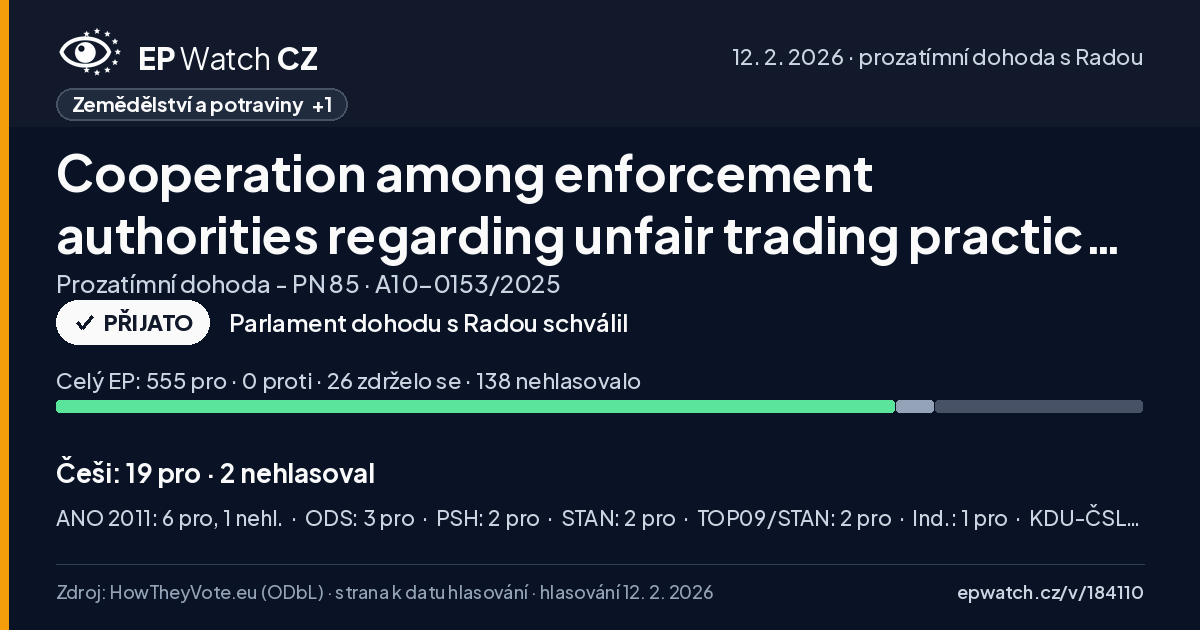 EP Watch CZ
12. 2. 2026 · prozatímní dohoda s Radou
Zemědělství a potraviny +1
Cooperation among enforcement
authorities regarding unfair trading practic…
Prozatímní dohoda – PN 85 · A10–0153/2025
✓ PŘIJATO
Parlament dohodu s Radou schválil
Celý EP: 555 pro · 0 proti · 26 zdrželo se · 138 nehlasovalo
Češi: 19 pro · 2 nehlasoval
ANO 2011: 6 pro, 1 nehl. · ODS: 3 pro · PSH: 2 pro · STAN: 2 pro · TOP09/STAN: 2 pro · Ind.: 1 pro · KDU-ČSL…
Zdroj: HowTheyVote.eu (ODbL) · strana k datu hlasování · hlasování 12. 2. 2026
epwatch.cz/v/184110